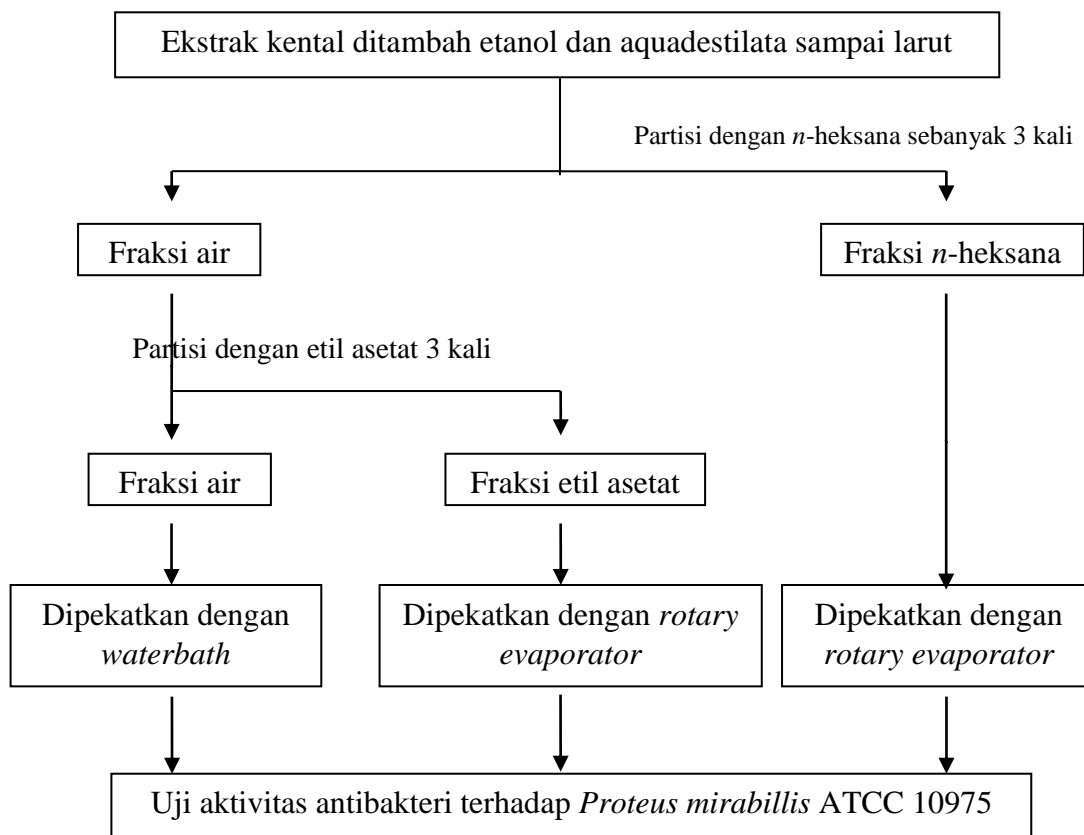 Ekstrak kental ditambah etanol dan aquadestilata sampai larut
Partisi dengan n-heksana sebanyak 3 kali
Fraksi air
Fraksi n-heksana
Partisi dengan etil asetat 3 kali
Fraksi air
Fraksi etil asetat
Dipekatkan dengan
waterbath
Dipekatkan dengan rotary
evaporator
Dipekatkan dengan
rotary evaporator
Uji aktivitas antibakteri terhadap Proteus mirabillis ATCC 10975